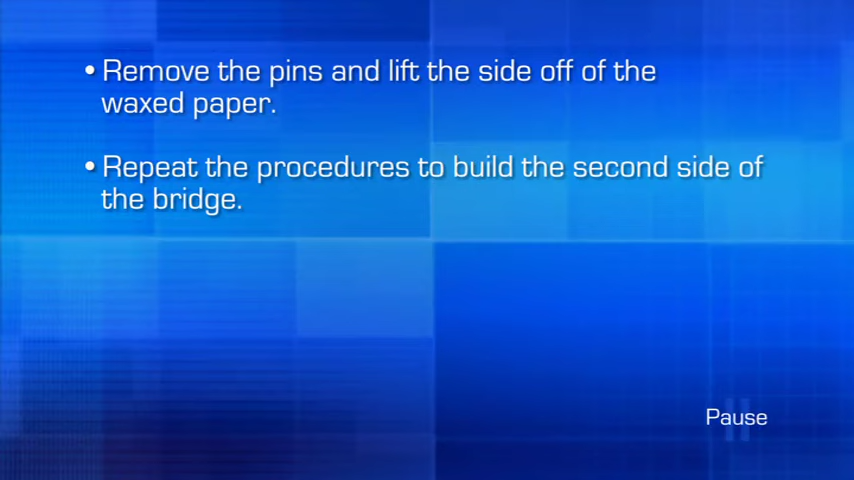 • Remove the pins and lift the side off of the
waxed paper.
• Repeat the procedures to build the second side of
the bridge.
Pause